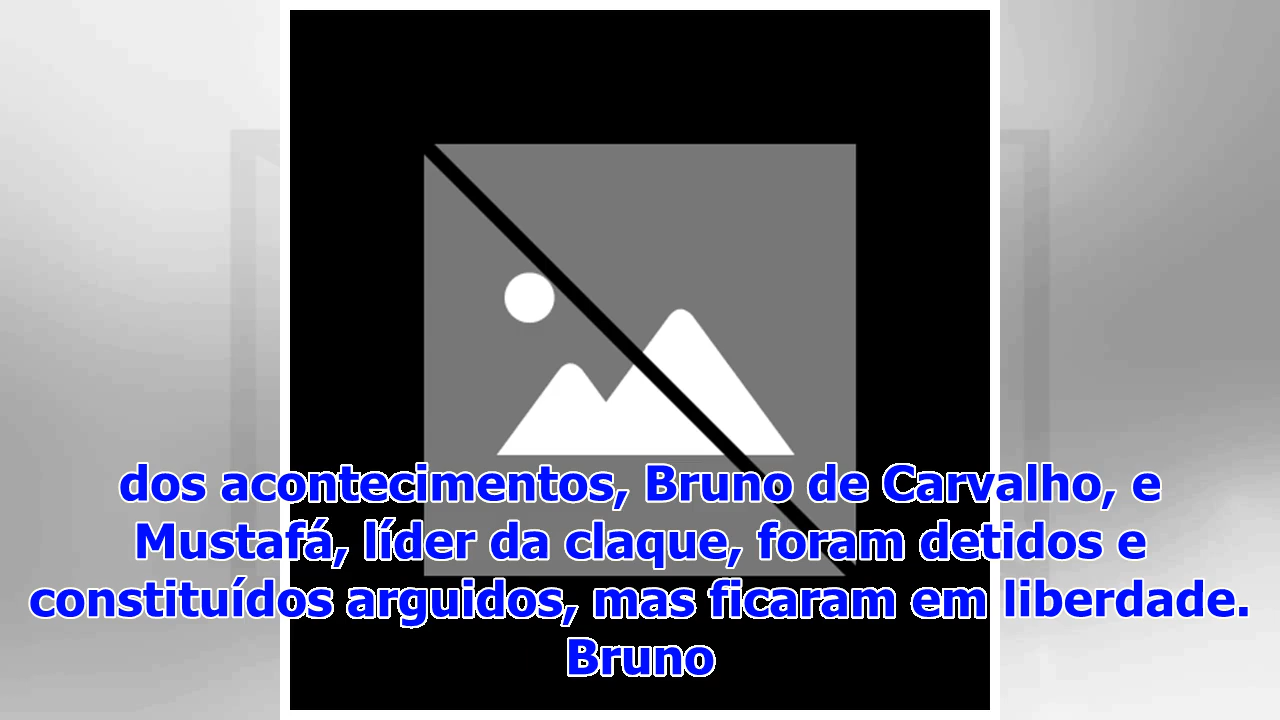 dos acontecimentos, Bruno de Carvalho, e
Mustafá, líder da claque, foram detidos e
constituídos arguidos, mas ficaram em liberdade.
Bruno